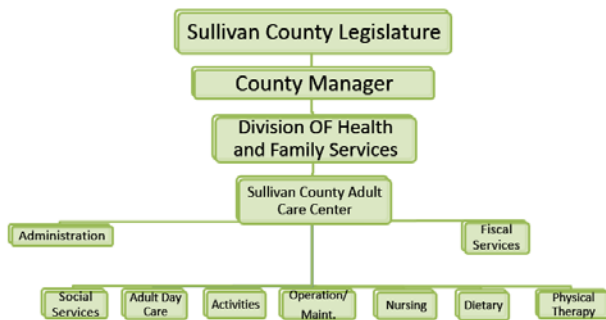 Sullivan County Legislature
County Manager
Division OF Health
and Family Services
Sullivan County Adult
Care Center
Administration
Fiscal
Services
Social
Services
Adult Day
Care
Activities
Operation/
Maint.
Nursing
Dietary
Physical
Therapy